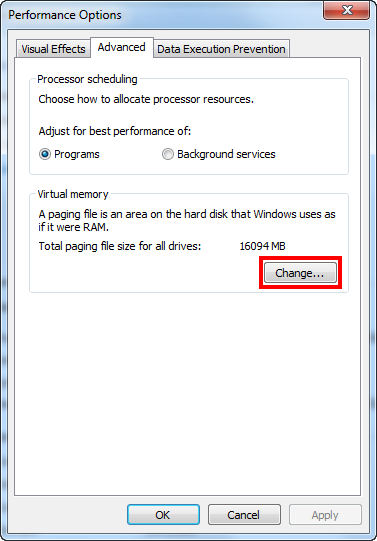 Performance Options
Visual Effects Advanced Data Execution Prevention
Processor scheduling
Choose how to allocate processor resources.
Adjust for best performance of:
Programs Background services
Virtual memory
A paging file is an area on the hard disk that Windows uses as
if it were RAM.
Total paging file size for all drives: 16094 MB
Change...
OK Cancel Apply